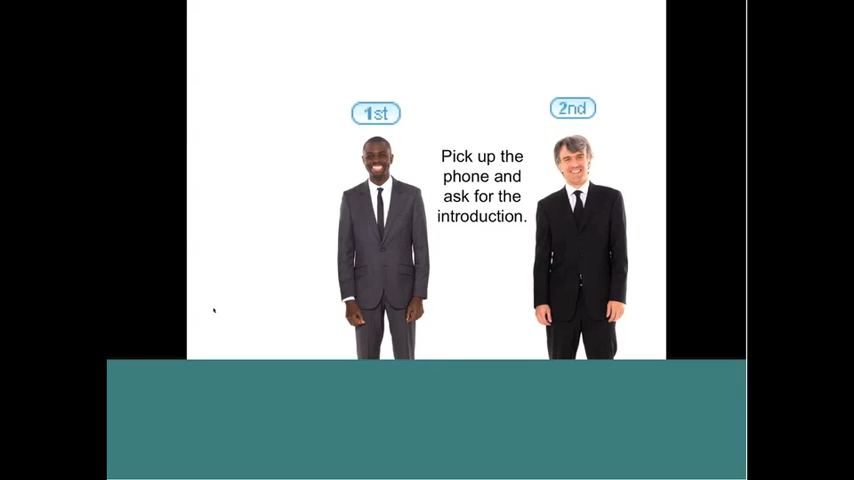 1st
2nd
Pick up the
phone and
ask for the
introduction.